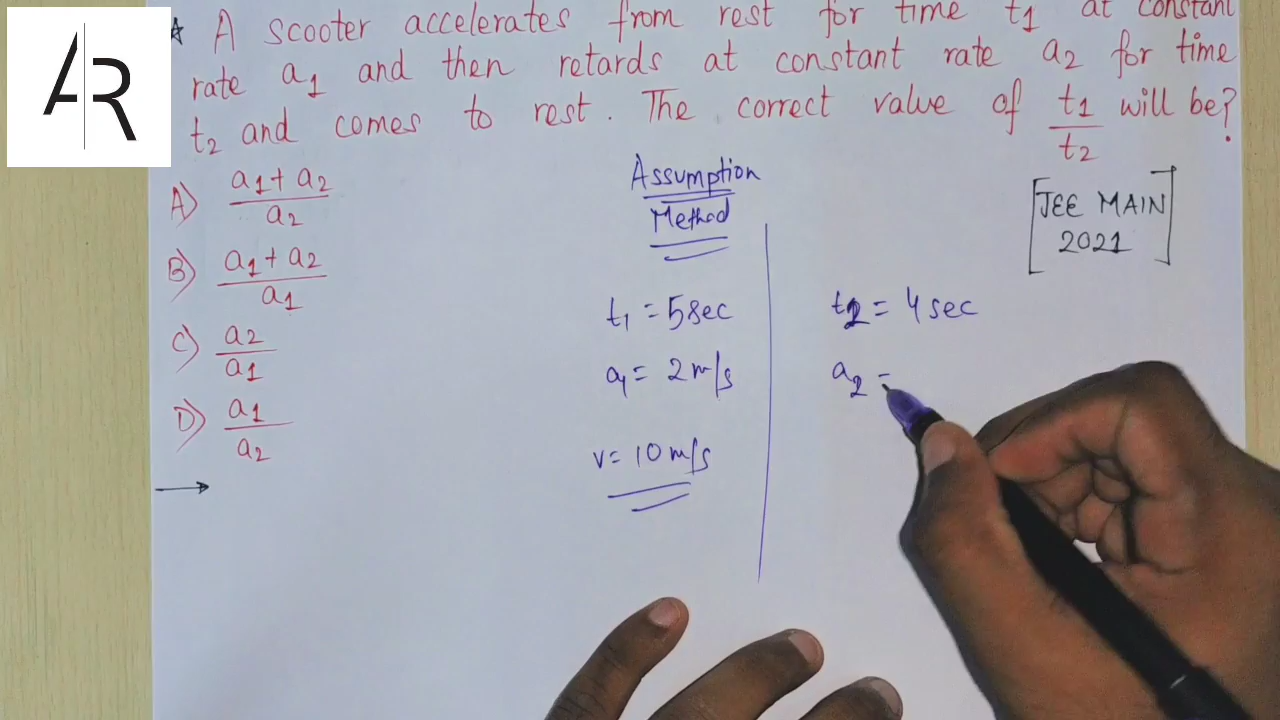 AR
* A scooter accelerates from rest for time t1 at constant
rate a1 and then retards at constant rate a2 for time
t2 and comes to rest. The correct value of t1/t2 will be?
A) a1 + a2 / a2
B) a1 + a2 / a1
C) a2 / a1
D) a1 / a2
→
Assumption
Method
[JEE MAIN
2021]
t1 = 5sec
a1 = 2 m/s
v = 10 m/s
t2 = 4 sec
a2 =